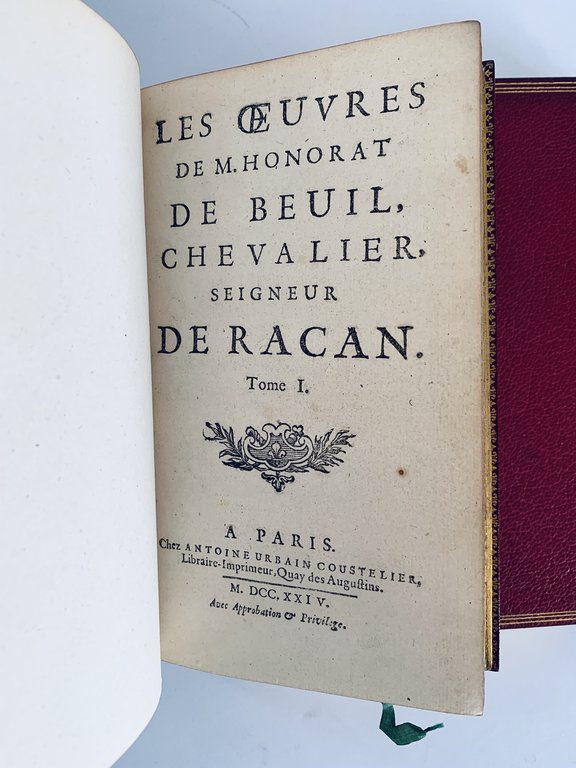 LES ŒUVRES
DE M. HONORAT
DE BEUIL,
CHEVALIER,
SEIGNEUR
DE RACAN.
Tome I.
A PARIS.
Chez ANTOINE URBAIN COUSTELIER,
Libraire-Imprimeur, Quay des Auguſtins.
M. DCC. XXIV.
Avec Approbation & Privilege.